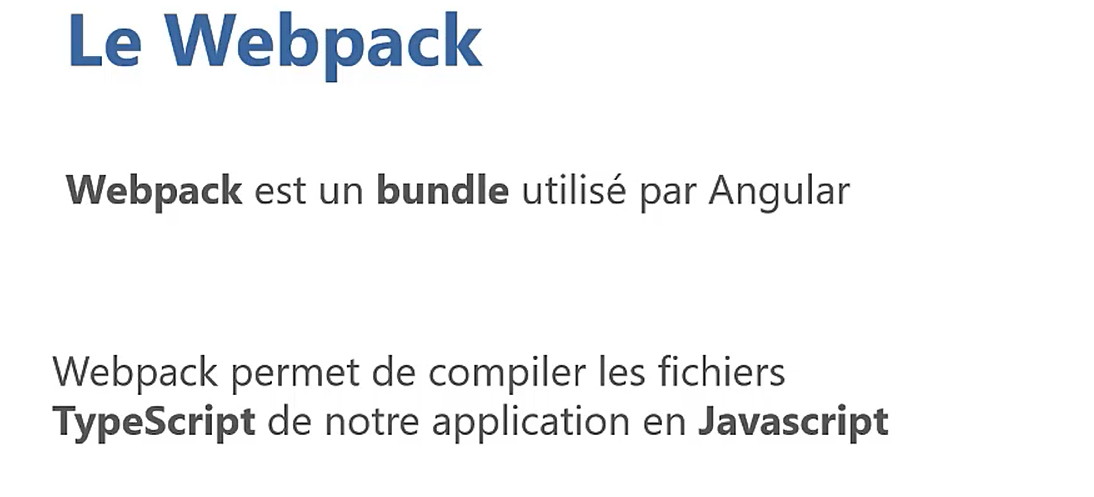 Le Webpack
Webpack est un bundle utilisé par Angular
Webpack permet de compiler les fichiers
TypeScript de notre application en Javascript